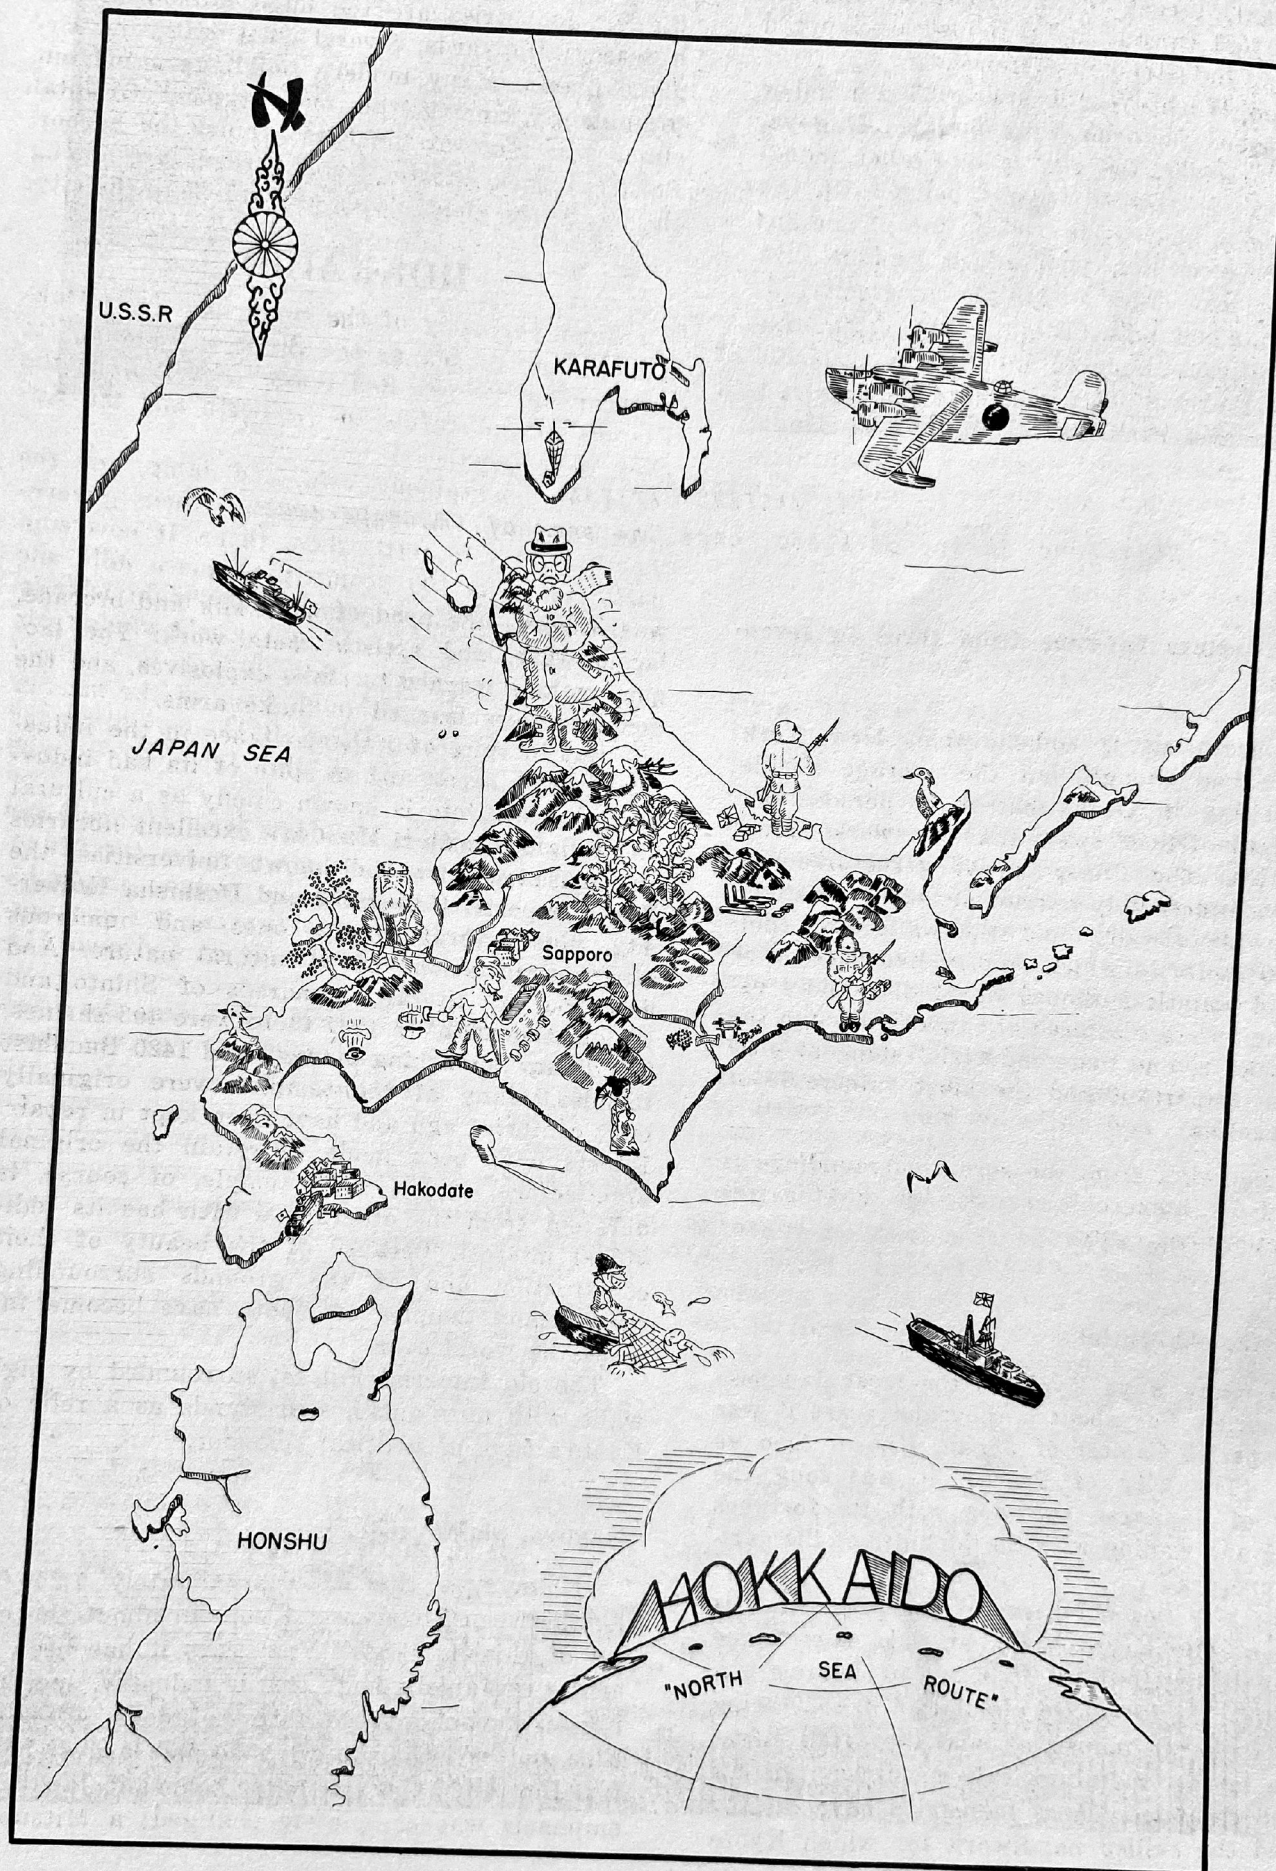 N
U.S.S.R
KARAFUTO
JAPAN SEA
Sapporo
Hakodate
HONSHU
HOKKAIDO
"NORTH SEA ROUTE"